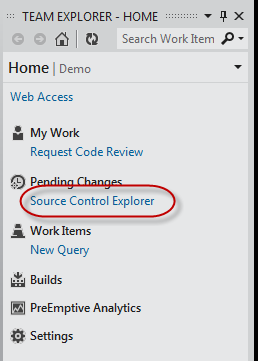 TEAM EXPLORER - HOME
Search Work Item
Home | Demo
Web Access
My Work
Request Code Review
Pending Changes
Source Control Explorer
Work Items
New Query
Builds
PreEmptive Analytics
Settings